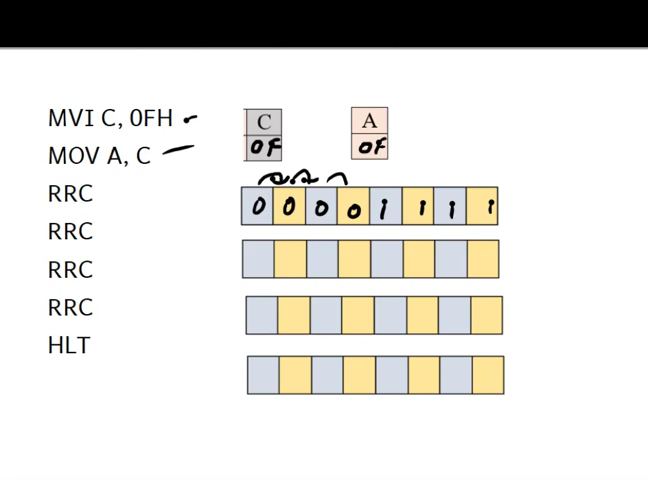 MVI C, 0FH
C A
MOV A, C
0F 0F
RRC
0 0 0 0 1 1 1 1
RRC
RRC
RRC
HLT